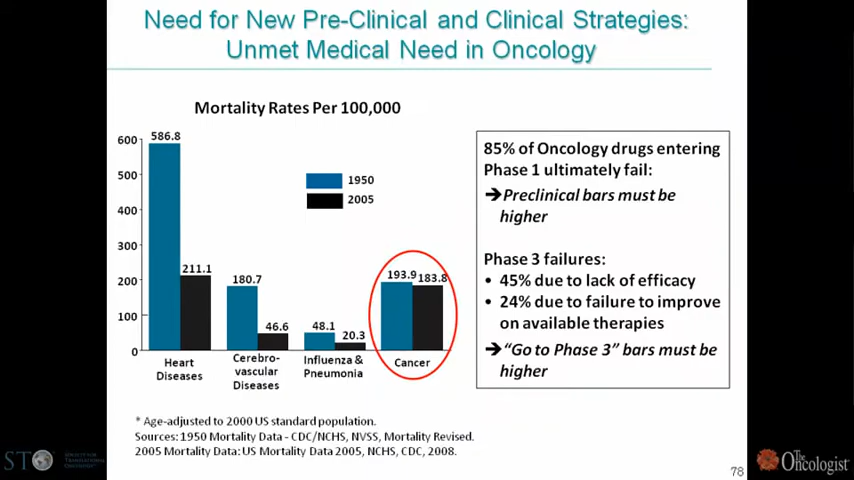 Need for New Pre-Clinical and Clinical Strategies:
Unmet Medical Need in Oncology
Mortality Rates Per 100,000
600
500
400
300
200
100
0
586.8
211.1
180.7
46.6
48.1
20.3
193.9
183.8
1950
2005
Heart
Diseases
Cerebro-
vascular
Diseases
Influenza &
Pneumonia
Cancer
85% of Oncology drugs entering
Phase 1 ultimately fail:
➔Preclinical bars must be
higher
Phase 3 failures:
• 45% due to lack of efficacy
• 24% due to failure to improve
on available therapies
➔"Go to Phase 3" bars must be
higher
* Age-adjusted to 2000 US standard population.
Sources: 1950 Mortality Data - CDC/NCHS, NVSS, Mortality Revised.
2005 Mortality Data: US Mortality Data 2005, NCHS, CDC, 2008.
78
STO
The Oncologist